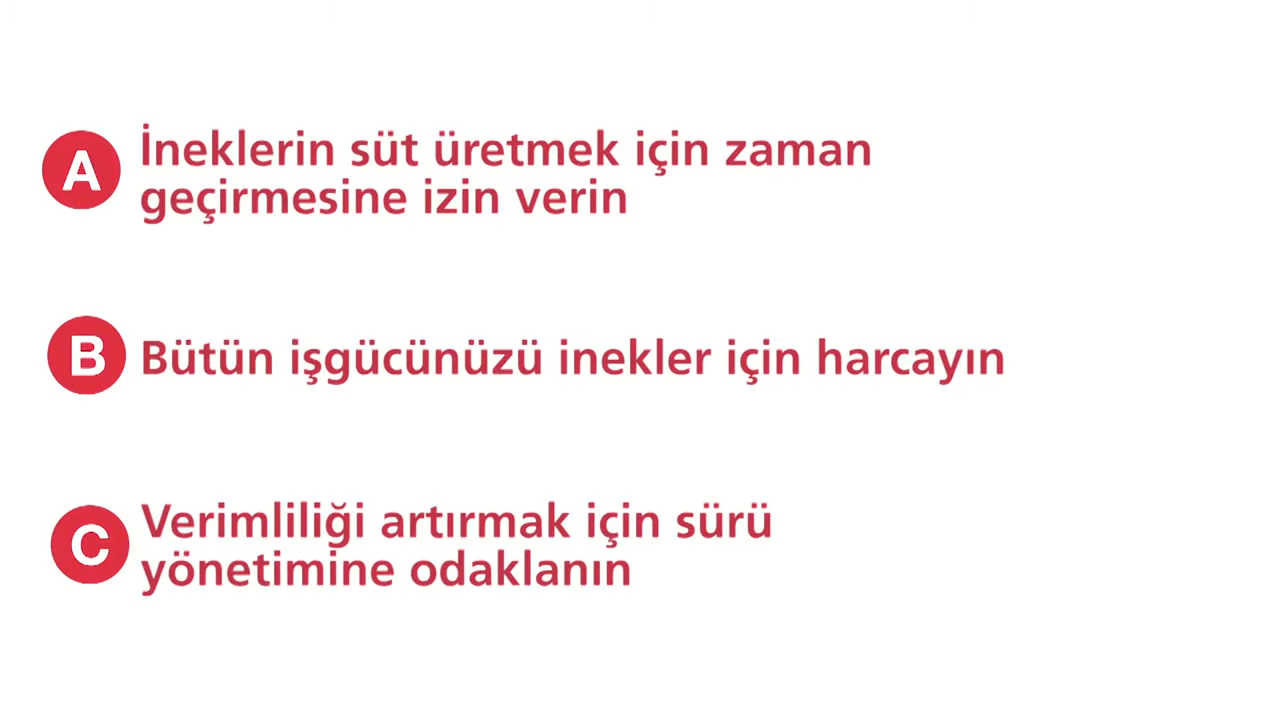 A İneklerin süt üretmek için zaman
geçirmesine izin verin
B Bütün işgücünüzü inekler için harcayın
C Verimliliği artırmak için sürü
yönetimine odaklanın